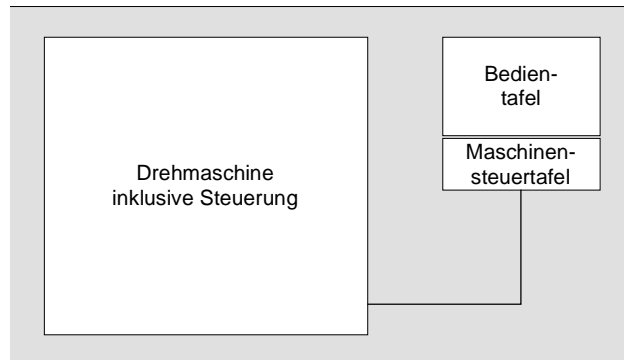 Drehmaschine
inklusive Steuerung
Bedien-
tafel
Maschinen-
steuertafel